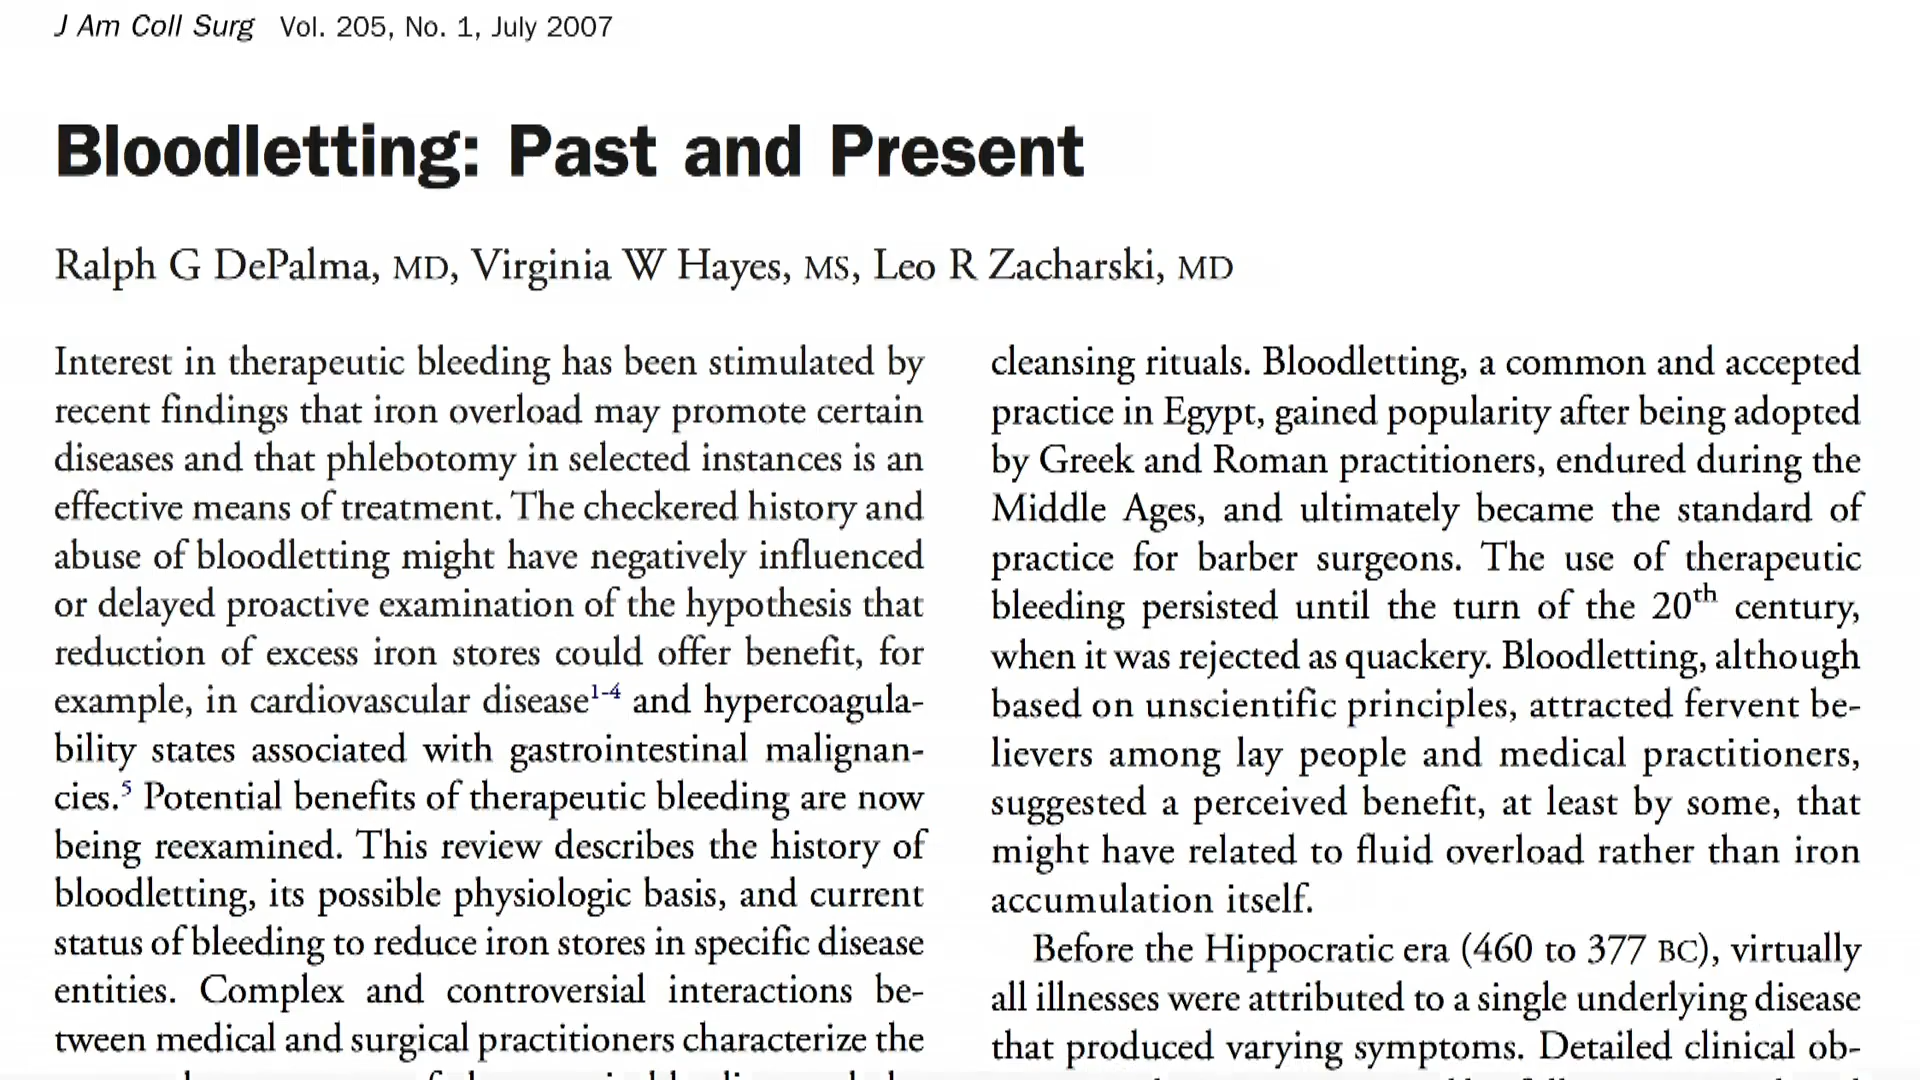 J Am Coll Surg Vol. 205, No. 1, July 2007
Bloodletting: Past and Present
Ralph G DePalma, MD, Virginia W Hayes, MS, Leo R Zacharski, MD
Interest in therapeutic bleeding has been stimulated by
recent findings that iron overload may promote certain
diseases and that phlebotomy in selected instances is an
effective means of treatment. The checkered history and
abuse of bloodletting might have negatively influenced
or delayed proactive examination of the hypothesis that
reduction of excess iron stores could offer benefit, for
example, in cardiovascular disease1-4 and hypercoagula-
bility states associated with gastrointestinal malignan-
cies.5 Potential benefits of therapeutic bleeding are now
being reexamined. This review describes the history of
bloodletting, its possible physiologic basis, and current
status of bleeding to reduce iron stores in specific disease
entities. Complex and controversial interactions be-
tween medical and surgical practitioners characterize the
cleansing rituals. Bloodletting, a common and accepted
practice in Egypt, gained popularity after being adopted
by Greek and Roman practitioners, endured during the
Middle Ages, and ultimately became the standard of
practice for barber surgeons. The use of therapeutic
bleeding persisted until the turn of the 20th century,
when it was rejected as quackery. Bloodletting, although
based on unscientific principles, attracted fervent be-
lievers among lay people and medical practitioners,
suggested a perceived benefit, at least by some, that
might have related to fluid overload rather than iron
accumulation itself.
Before the Hippocratic era (460 to 377 BC), virtually
all illnesses were attributed to a single underlying disease
that produced varying symptoms. Detailed clinical ob-